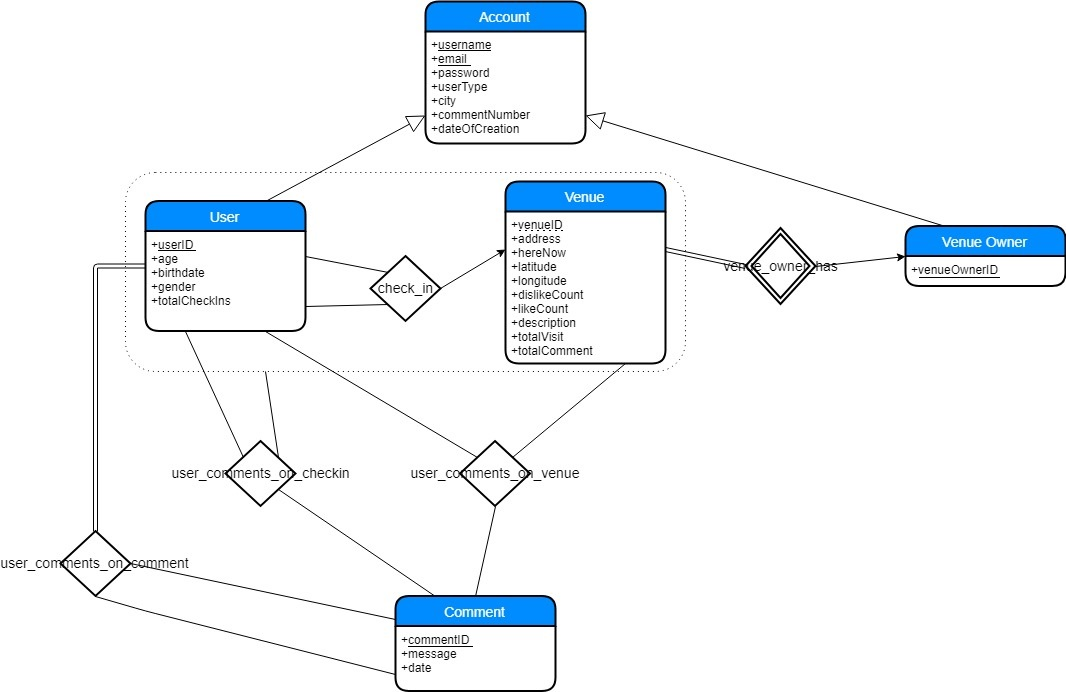 Account
+username
+email
+password
+userType
+city
+commentNumber
+dateOfCreation
User
+userID
+age
+birthdate
+gender
+totalCheckIns
check_in
Venue
+venueID
+address
+hereNow
+latitude
+longitude
+dislikeCount
+likeCount
+description
+totalVisit
+totalComment
venue_owner_has
Venue Owner
+venueOwnerID
user_comments_on_checkin
user_comments_on_venue
user_comments_on_comment
Comment
+commentID
+message
+date